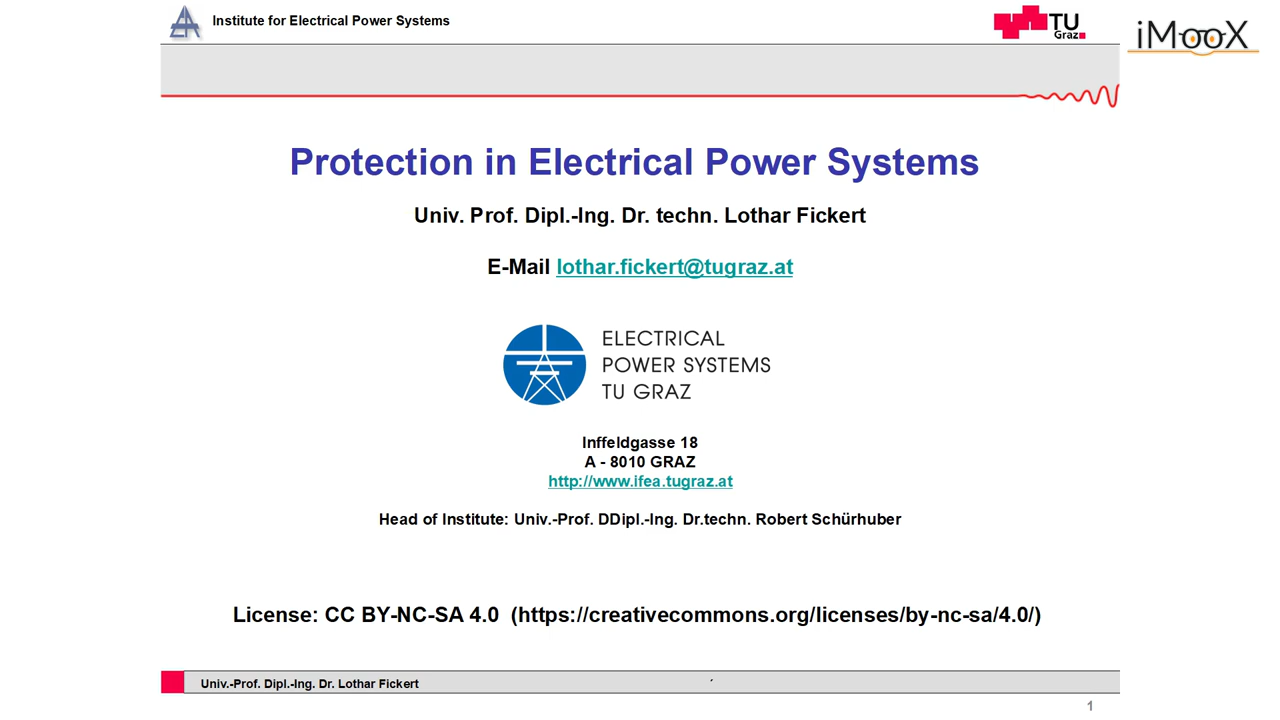 Institute for Electrical Power Systems
TU
Graz
iMooX
Protection in Electrical Power Systems
Univ. Prof. Dipl.-Ing. Dr. techn. Lothar Fickert
E-Mail lothar.fickert@tugraz.at
ELECTRICAL
POWER SYSTEMS
TU GRAZ
Inffeldgasse 18
A - 8010 GRAZ
http://www.ifea.tugraz.at
Head of Institute: Univ.-Prof. DDipl.-Ing. Dr.techn. Robert Schürhuber
License: CC BY-NC-SA 4.0 (https://creativecommons.org/licenses/by-nc-sa/4.0/)
Univ.-Prof. Dipl.-Ing. Dr. Lothar Fickert
1